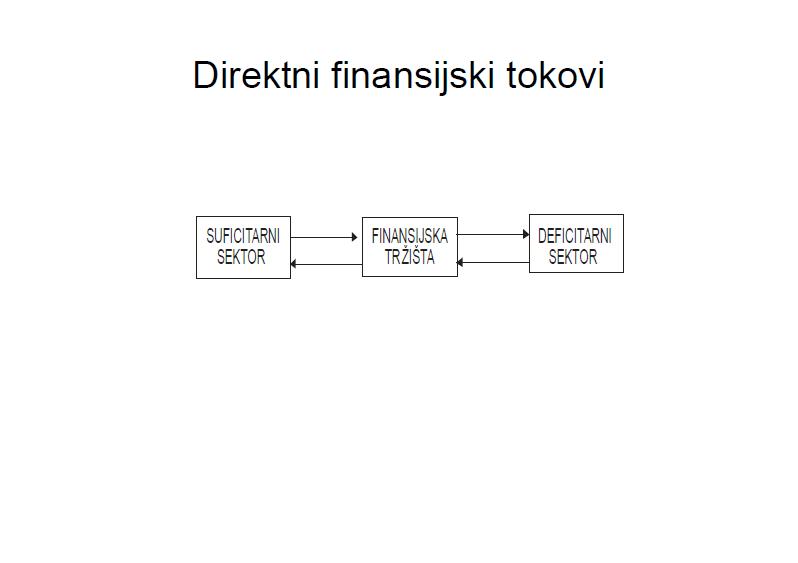 Direktni finansijski tokovi
SUFICITARNI
SEKTOR
FINANSIJSKA
TRŽIŠTA
DEFICITARNI
SEKTOR